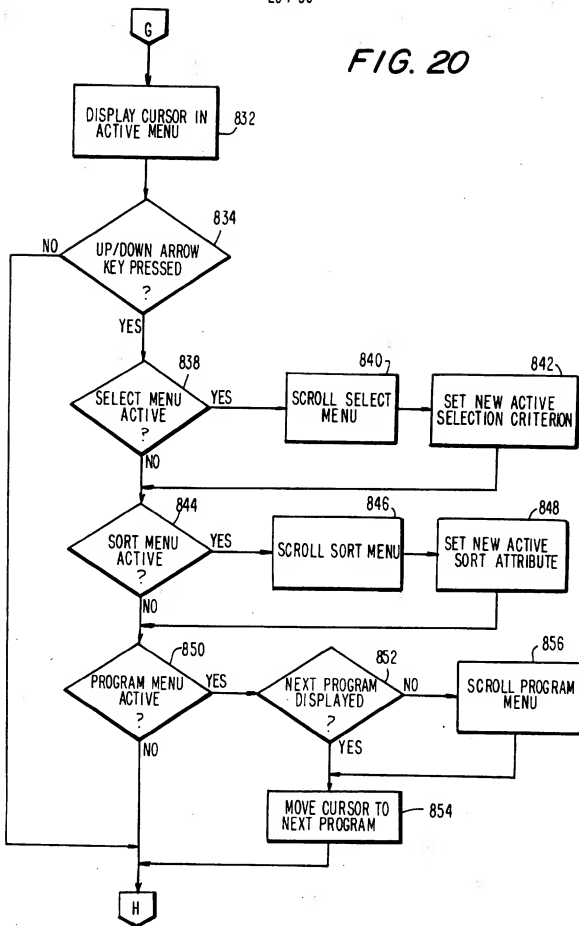 G
FIG. 20
DISPLAY CURSOR IN
ACTIVE MENU
832
834
NO
UP/DOWN ARROW
KEY PRESSED
?
YES
838
840
842
SELECT MENU
ACTIVE
?
YES
SCROLL SELECT
MENU
SET NEW ACTIVE
SELECTION CRITERION
NO
844
846
848
SORT MENU
ACTIVE
?
YES
SCROLL SORT MENU
SET NEW ACTIVE
SORT ATTRIBUTE
NO
850
852
856
PROGRAM MENU
ACTIVE
?
YES
NEXT PROGRAM
DISPLAYED
?
NO
SCROLL PROGRAM
MENU
NO
YES
MOVE CURSOR TO
NEXT PROGRAM
854
H